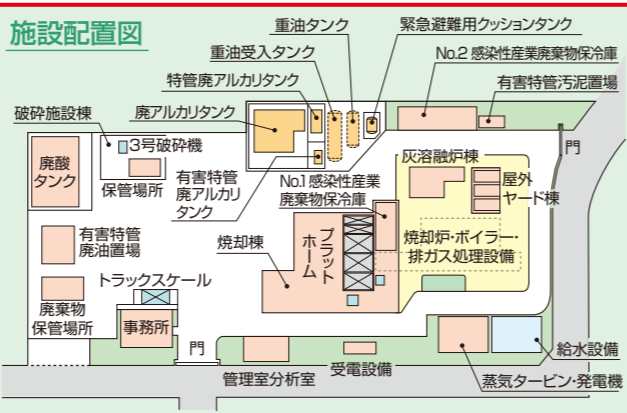 施設配置図
重油タンク
緊急避難用クッションタンク
重油受入タンク
No.2 感染性産業廃棄物保冷庫
特管廃アルカリタンク
有害特管汚泥置場
破砕施設棟
廃アルカリタンク
3号破砕機
門
廃酸
タンク
保管場所
有害特管
廃アルカリ
タンク
No.1 感染性産業
廃棄物保冷庫
灰溶融炉棟
屋外
ヤード棟
有害特管
廃油置場
焼却棟
プラット
ホーム
焼却炉・ボイラー・
排ガス処理設備
トラックスケール
廃棄物
保管場所
事務所
門
管理室分析室
受電設備
給水設備
蒸気タービン・発電機